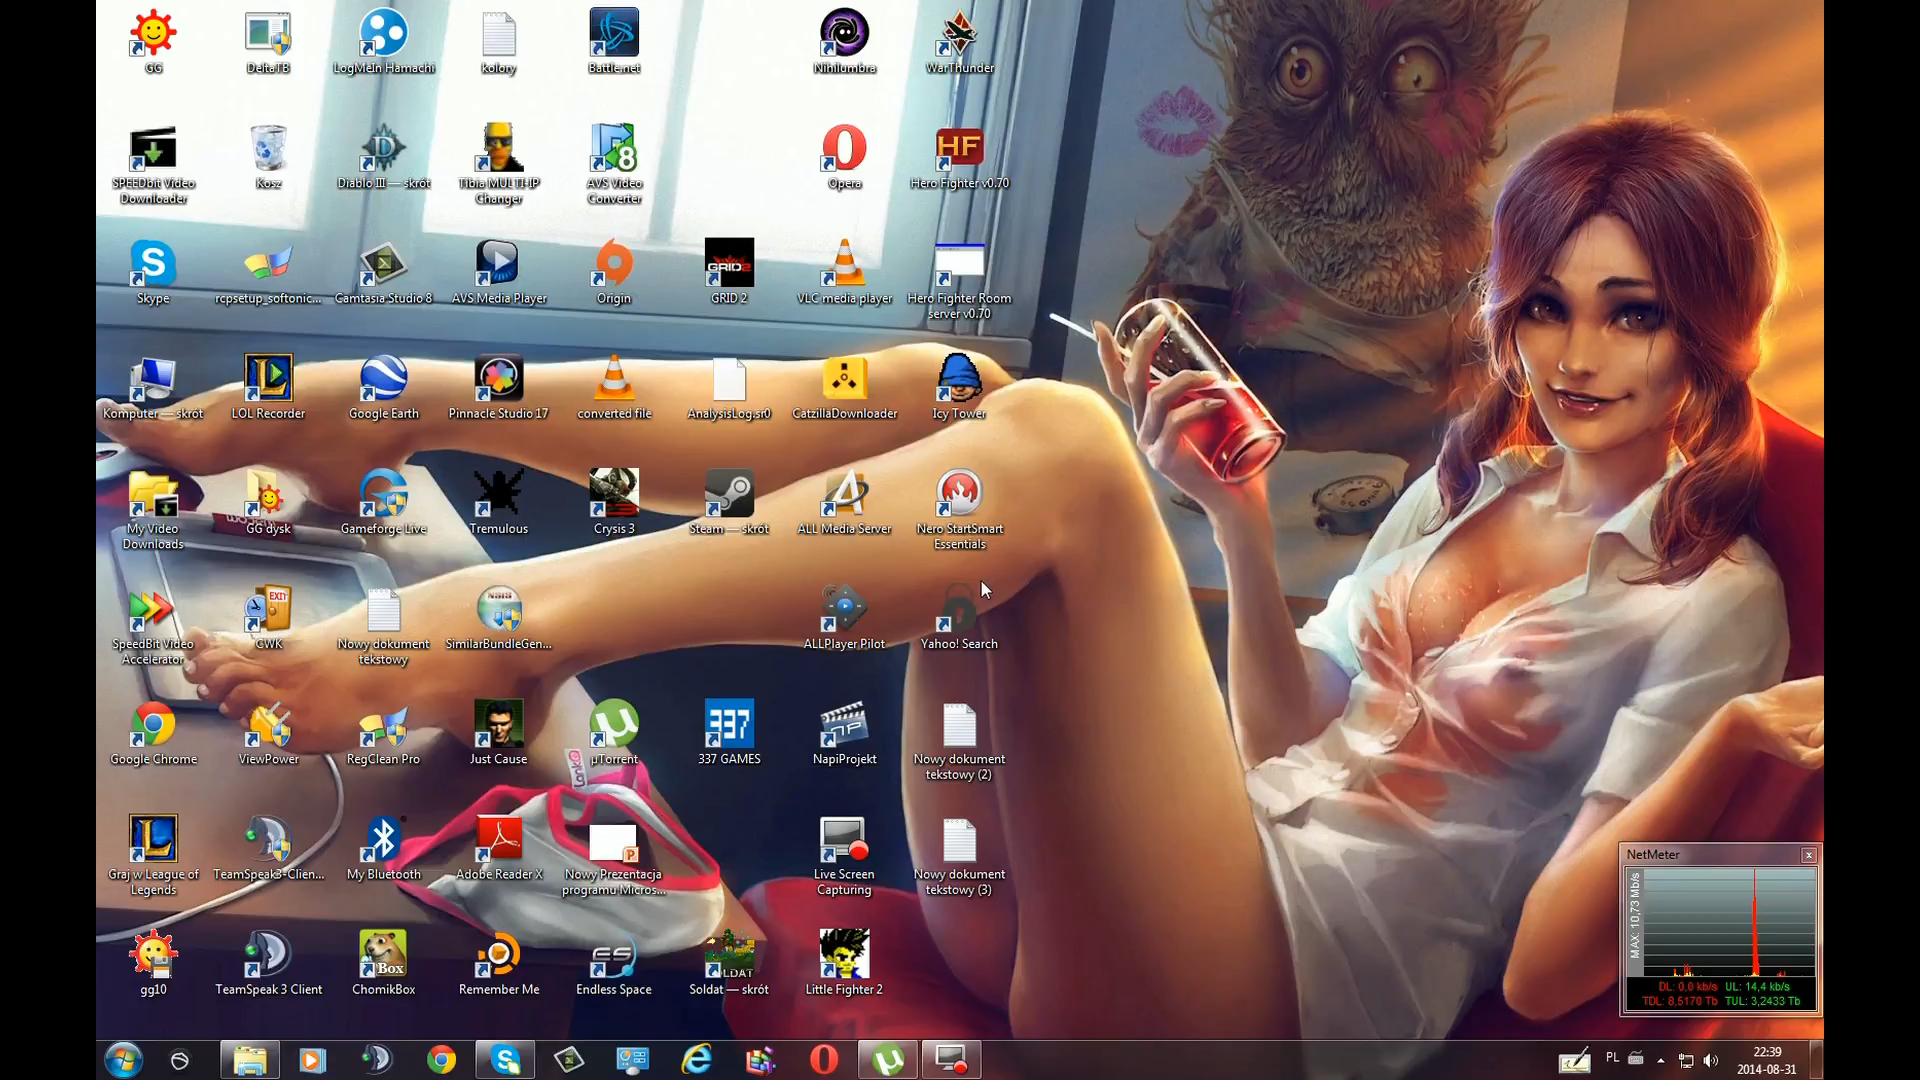 GG
DeltaTB
LogMeIn Hamachi
kolory
Battle.net
Nihilumbra
WarThunder
SPEEDbit Video
Downloader
Kosz
Diablo III — skrót
Tibia MULTI-IP
Changer
8
AVS Video
Converter
Opera
HF
Hero Fighter v0.70
Skype
rcpsetup_softonic...
Camtasia Studio 8
AVS Media Player
Origin
GRID2
GRID 2
VLC media player
Hero Fighter Room
server v0.70
Komputer — skrót
LOL Recorder
Google Earth
Pinnacle Studio 17
converted file
AnalysisLog.sr0
CatzillaDownloader
Icy Tower
My Video
Downloads
GG dysk
Gameforge Live
Tremulous
Crysis 3
Steam — skrót
ALL Media Server
Nero StartSmart
Essentials
SpeedBit Video
Accelerator
EXIT
CWK
Nowy dokument
tekstowy
NSIS
SimilarBundleGen...
ALLPlayer Pilot
Yahoo! Search
Google Chrome
ViewPower
RegClean Pro
Just Cause
µTorrent
337
337 GAMES
NapiProjekt
Nowy dokument
tekstowy (2)
Graj w League of
Legends
TeamSpeak3-Clien...
My Bluetooth
Adobe Reader X
Nowy Prezentacja
programu Micros...
Live Screen
Capturing
Nowy dokument
tekstowy (3)
gg10
TeamSpeak 3 Client
Box
ChomikBox
Remember Me
ES
Endless Space
SOLDAT
Soldat — skrót
Little Fighter 2
NetMeter
MAX: 10,73 Mb/s
DL: 0,0 kb/s UL: 14,4 kb/s
TDL: 8,5170 Tb TUL: 3,2433 Tb
PL
22:39
2014-08-31